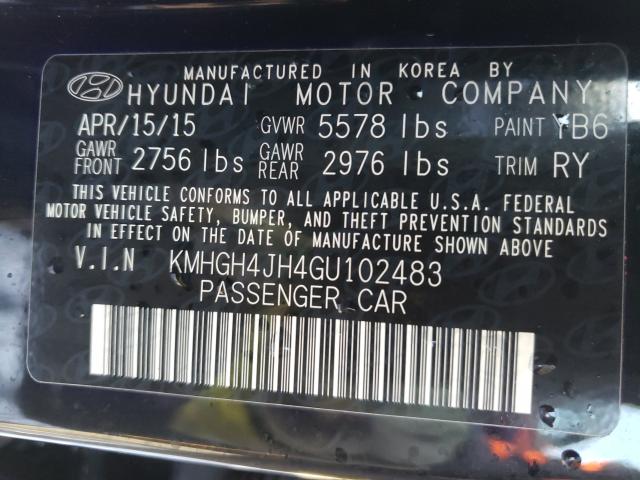 MANUFACTURED IN KOREA BY
HYUNDAI MOTOR COMPANY
APR/15/15 GVWR 5578 lbs PAINT YB6
GAWR FRONT 2756 lbs GAWR REAR 2976 lbs TRIM RY
THIS VEHICLE CONFORMS TO ALL APPLICABLE U.S.A. FEDERAL
MOTOR VEHICLE SAFETY, BUMPER, AND THEFT PREVENTION STANDARDS
IN EFFECT ON THE DATE OF MANUFACTURE SHOWN ABOVE
V.I.N KMHGH4JH4GU102483
PASSENGER CAR